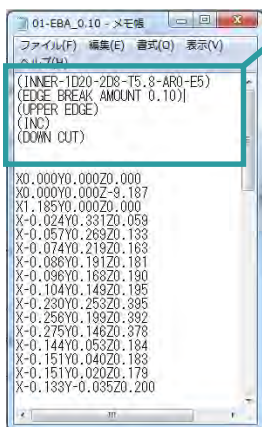 01-EBA_0.10 - メモ帳
ファイル(F) 編集(E) 書式(O) 表示(V)
ヘルプ(H)
(INNER-1D20-2D8-T5.8-AR0-E5)
(EDGE BREAK AMOUNT 0.10)
(UPPER EDGE)
(INC)
(DOWN CUT)
X0.000Y0.000Z0.000
X0.000Y0.000Z-9.187
X1.185Y0.000Z0.000
X-0.024Y0.331Z0.059
X-0.057Y0.269Z0.133
X-0.074Y0.219Z0.163
X-0.086Y0.191Z0.181
X-0.096Y0.168Z0.190
X-0.104Y0.149Z0.195
X-0.230Y0.253Z0.395
X-0.256Y0.199Z0.392
X-0.275Y0.146Z0.378
X-0.144Y0.053Z0.184
X-0.151Y0.040Z0.183
X-0.151Y0.020Z0.179
X-0.133Y-0.035Z0.200